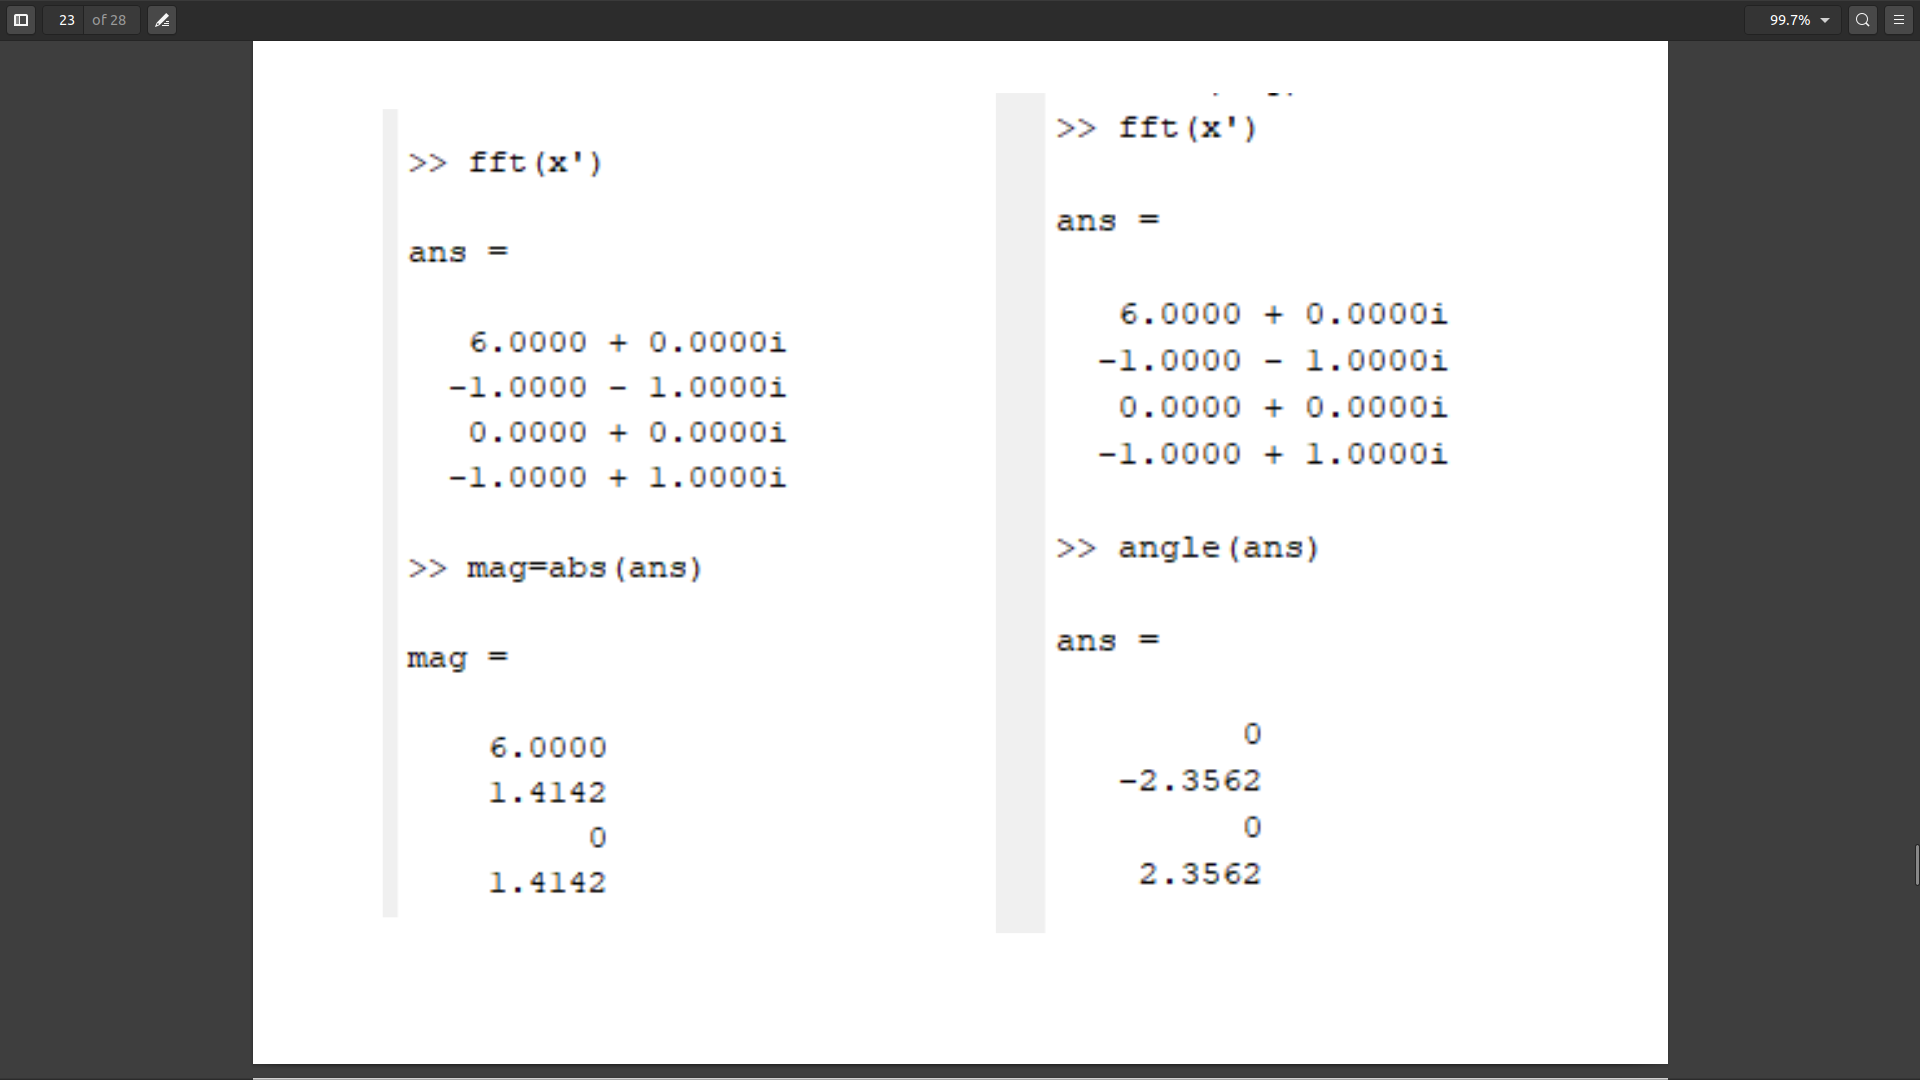 23 of 28
99.7%
>> fft(x')
ans =
6.0000 + 0.0000i
-1.0000 - 1.0000i
0.0000 + 0.0000i
-1.0000 + 1.0000i
>> mag=abs(ans)
mag =
6.0000
1.4142
0
1.4142
>> fft(x')
ans =
6.0000 + 0.0000i
-1.0000 - 1.0000i
0.0000 + 0.0000i
-1.0000 + 1.0000i
>> angle(ans)
ans =
0
-2.3562
0
2.3562